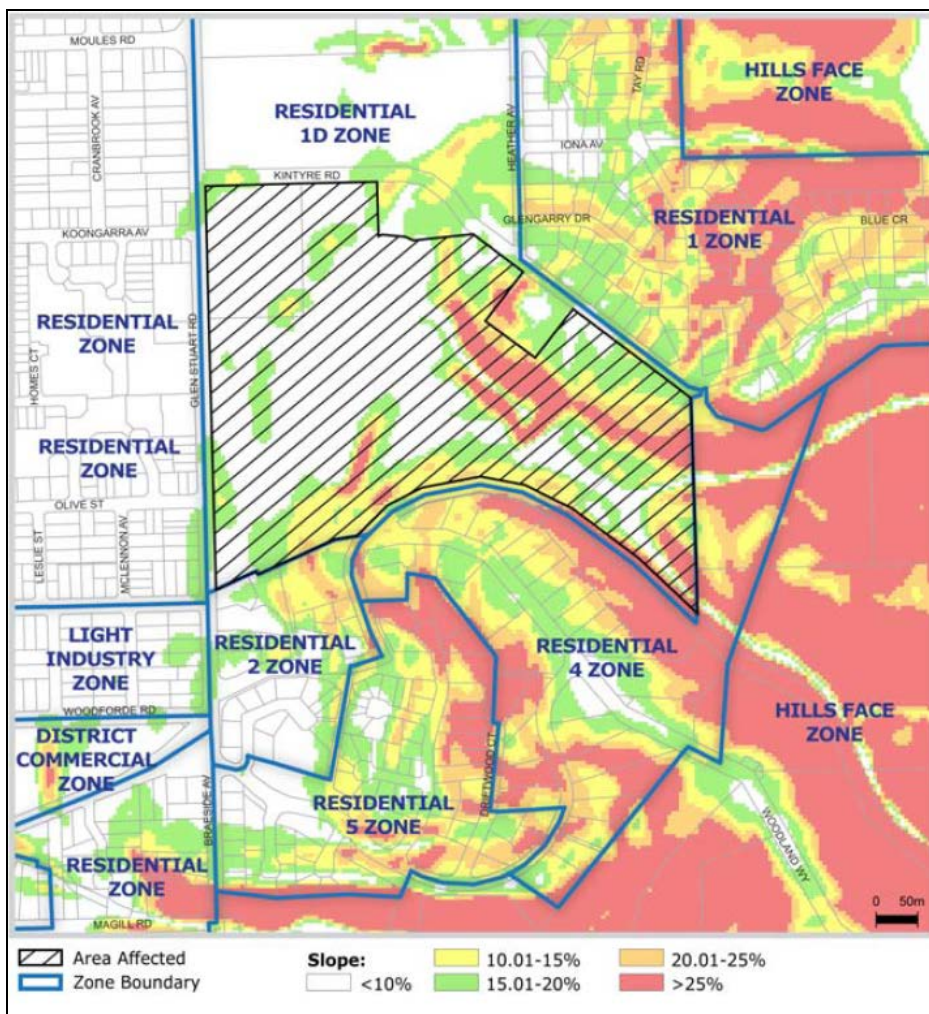 MOULES RD
CRANBROOK AV
KOONGARRA AV
RESIDENTIAL
1D ZONE
KINTYRE RD
HEATHER AV
TAY RD
IONA AV
GLENGARRY DR
HILLS FACE
ZONE
RESIDENTIAL
1 ZONE
BLUE CR
RESIDENTIAL
ZONE
HOMES CT
GLEN STUART RD
RESIDENTIAL
ZONE
OLIVE ST
LESLIE ST
MCLENNON AV
LIGHT
INDUSTRY
ZONE
WOODFORDE RD
RESIDENTIAL
2 ZONE
RESIDENTIAL
4 ZONE
HILLS FACE
ZONE
DISTRICT
COMMERCIAL
ZONE
BRAESIDE AV
RESIDENTIAL
5 ZONE
DRIFTWOOD CT
WOODLAND WY
RESIDENTIAL
ZONE
MAGILL RD
0 50m
Area Affected
Zone Boundary
Slope:
<10%
10.01-15%
15.01-20%
20.01-25%
>25%